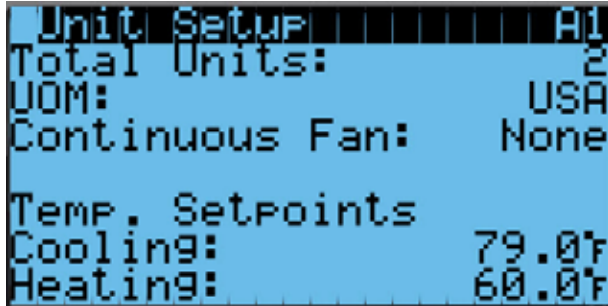 Unit Setup A1
Total Units: 2
UOM: USA
Continuous Fan: None
Temp. Setpoints
Cooling: 79.0°F
Heating: 60.0°F